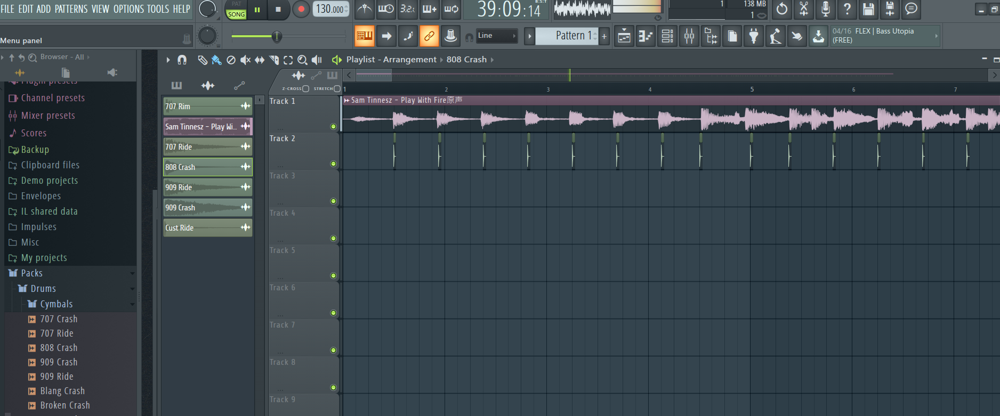 FILE EDIT ADD PATTERNS VIEW OPTIONS TOOLS HELP
PAT
SONG
130.000
3.2.1.
39:09:14
B:S:T
1
138 MB
1
Menu panel
Line
Pattern 1
+
04/16 FLEX | Bass Utopia
(FREE)
Browser - All
Plugin presets
Channel presets
Mixer presets
Scores
Backup
Clipboard files
Demo projects
Envelopes
IL shared data
Impulses
Misc
My projects
Packs
Drums
Cymbals
707 Crash
707 Ride
808 Crash
909 Crash
909 Ride
Blang Crash
Broken Crash
Playlist - Arrangement 808 Crash
Z-CROSS
STRETCH
1 2 3 4 5 6 7
707 Rim
Sam Tinnesz - Play Wi..
707 Ride
808 Crash
909 Ride
909 Crash
Cust Ride
Track 1
Sam Tinnesz - Play With Fire原声
Track 2
Track 3
Track 4
Track 5
Track 6
Track 7
Track 8
Track 9